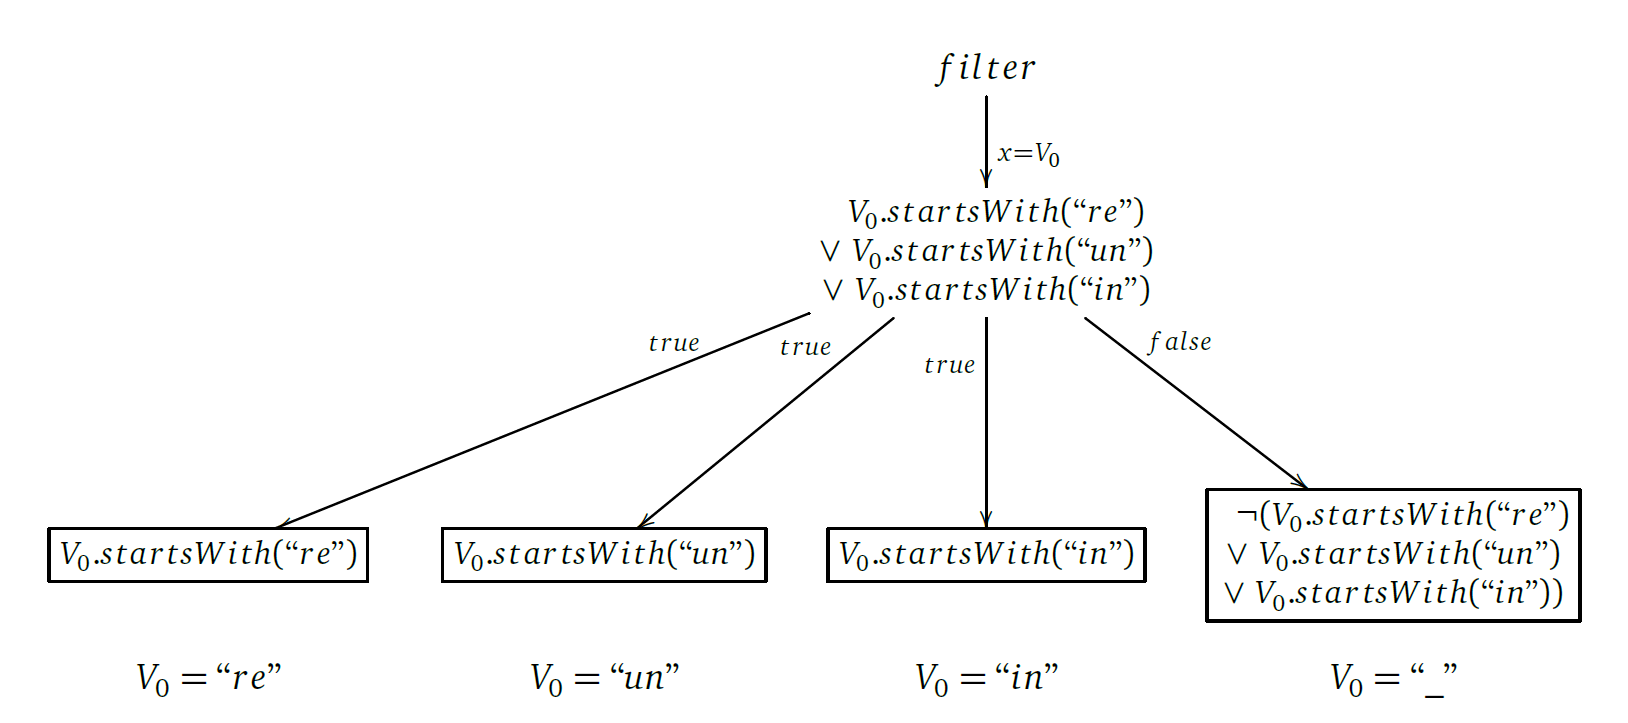 filter
x=V₀
V₀.startsWith(“re”)
∨ V₀.startsWith(“un”)
∨ V₀.startsWith(“in”)
true
true
true
false
V₀.startsWith(“re”)
V₀.startsWith(“un”)
V₀.startsWith(“in”)
¬(V₀.startsWith(“re”)
∨ V₀.startsWith(“un”)
∨ V₀.startsWith(“in”))
V₀ = “re”
V₀ = “un”
V₀ = “in”
V₀ = “_”